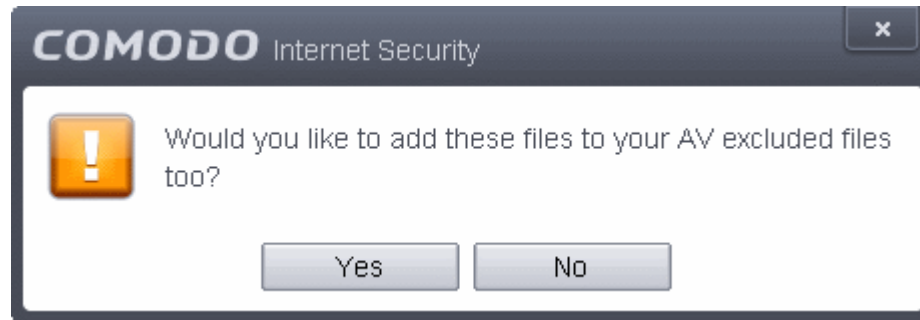 COMODO Internet Security
Would you like to add these files to your AV excluded files
too?
Yes No